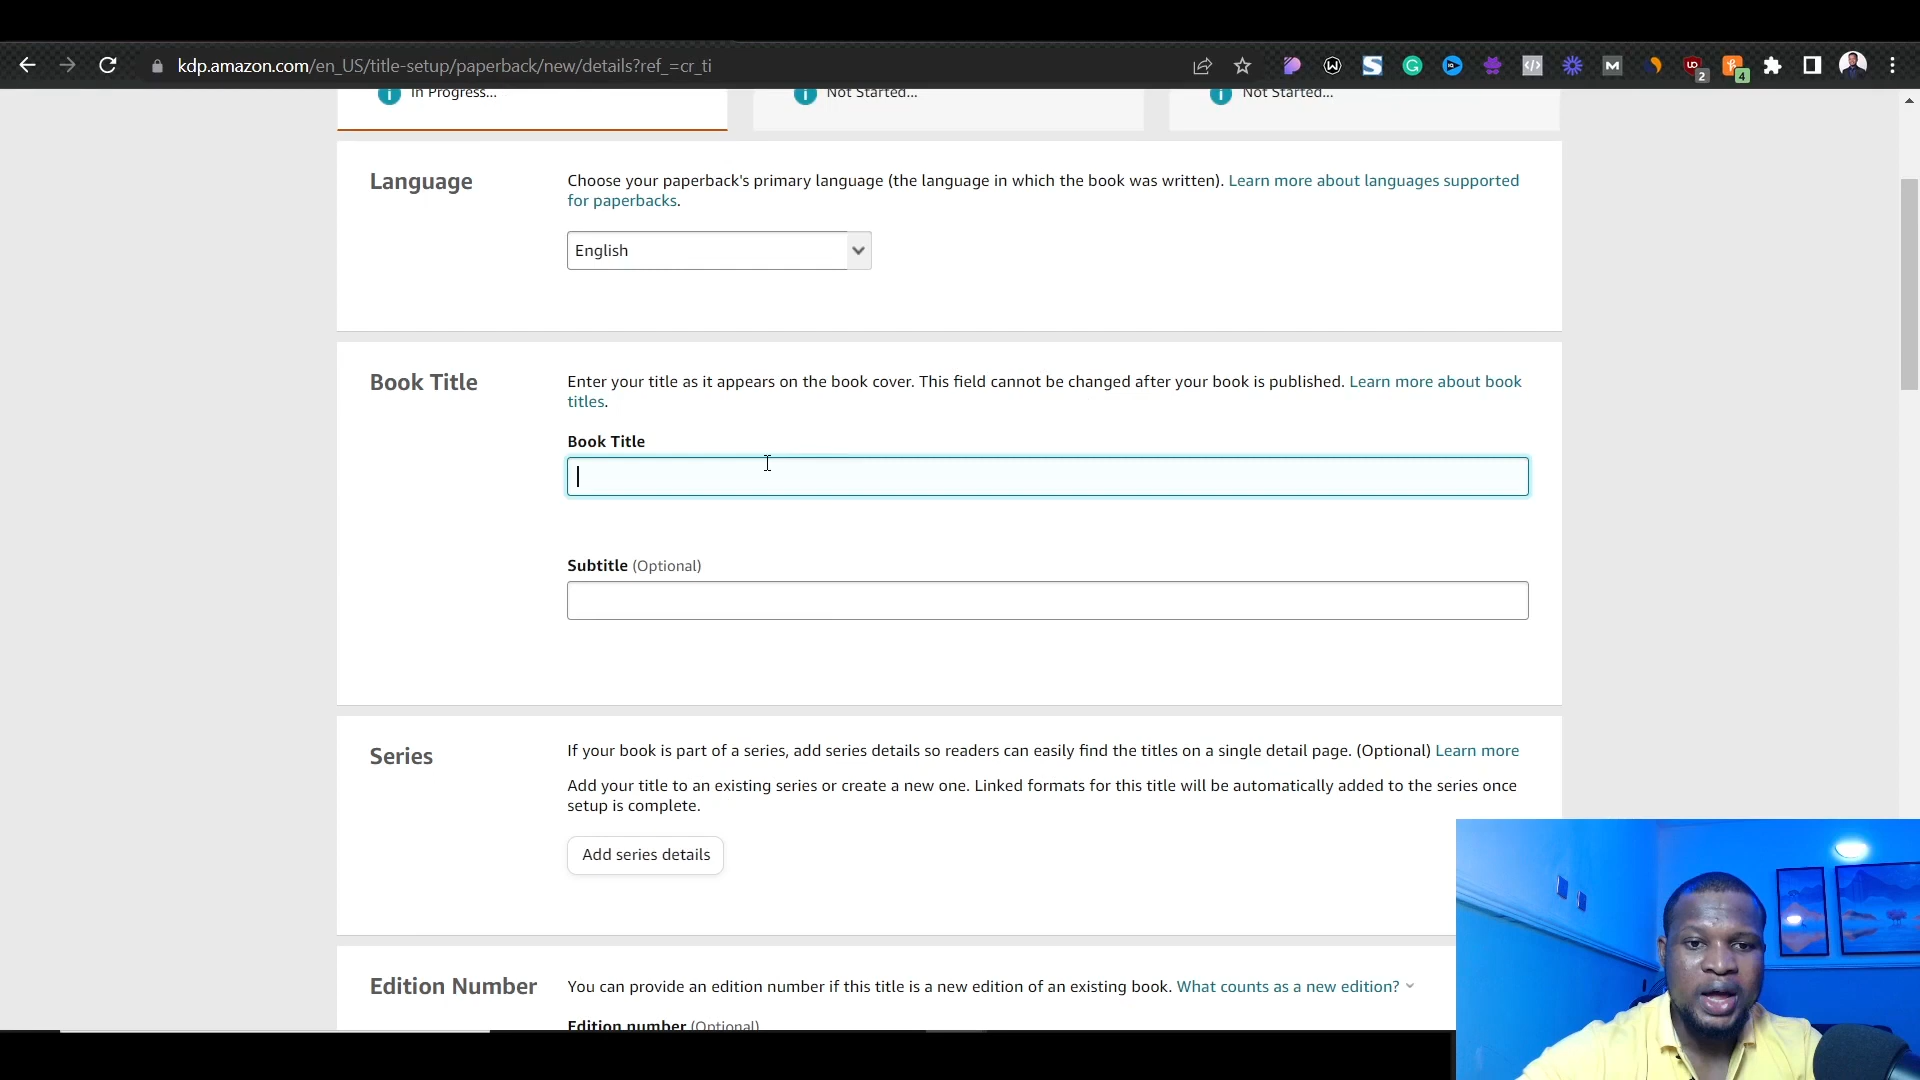 kdp.amazon.com/en_US/title-setup/paperback/new/details?ref_=cr_ti
2
4
In Progress...
Not Started...
Not Started...
Language
Choose your paperback's primary language (the language in which the book was written). Learn more about languages supported
for paperbacks.
English
Book Title
Enter your title as it appears on the book cover. This field cannot be changed after your book is published. Learn more about book
titles.
Book Title
Subtitle (Optional)
Series
If your book is part of a series, add series details so readers can easily find the titles on a single detail page. (Optional) Learn more
Add your title to an existing series or create a new one. Linked formats for this title will be automatically added to the series once
setup is complete.
Add series details
Edition Number
You can provide an edition number if this title is a new edition of an existing book. What counts as a new edition?
Edition number (Optional)